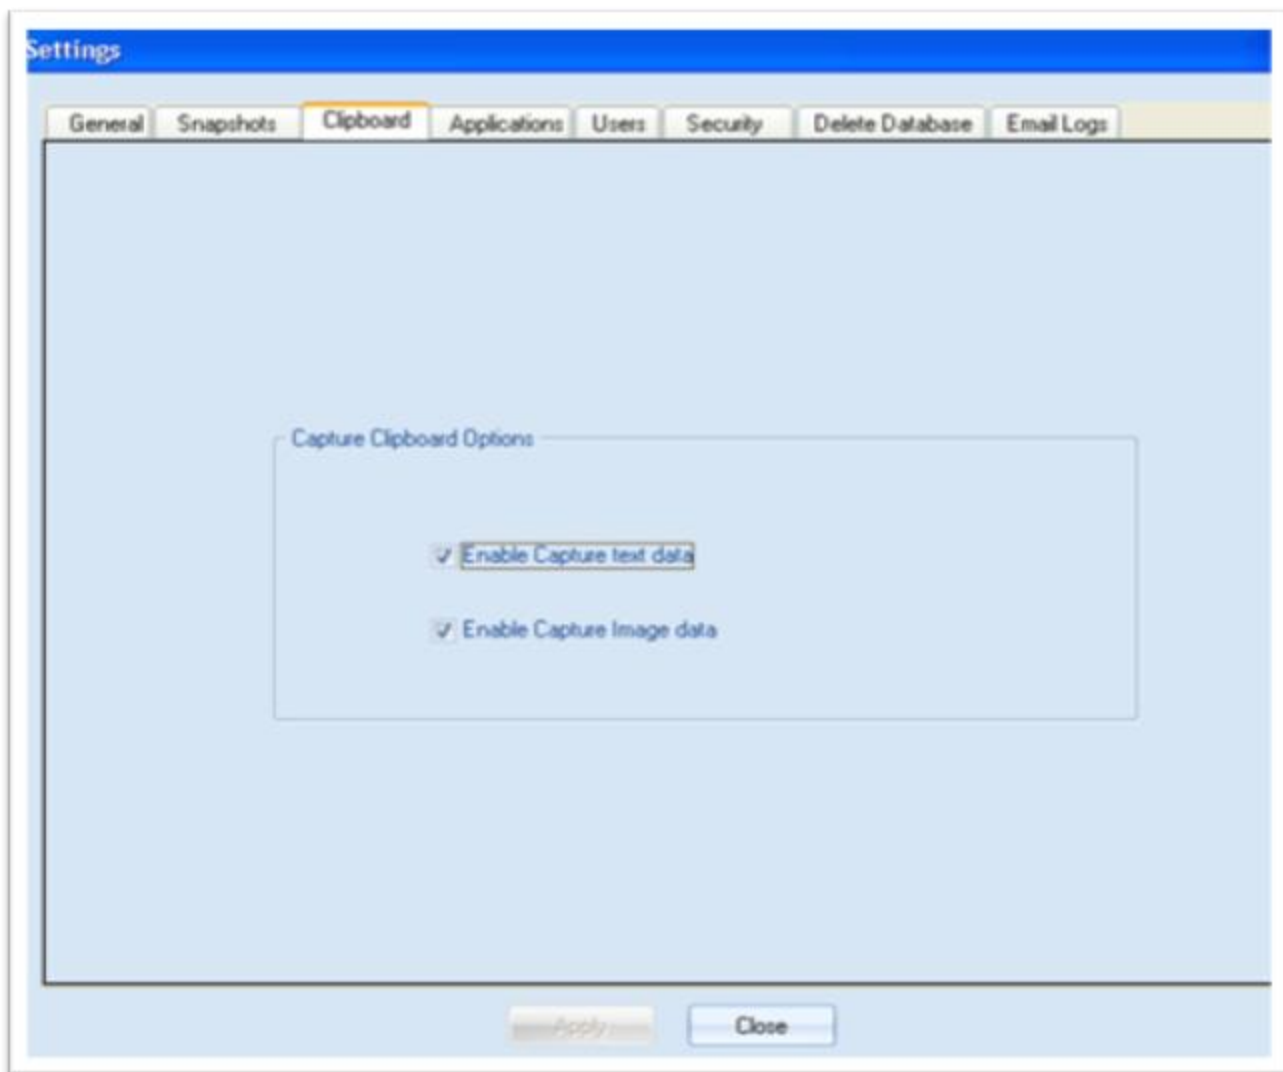 Settings
General Snapshots Clipboard Applications Users Security Delete Database Email Logs
Capture Clipboard Options
Enable Capture text data
Enable Capture Image data
Apply Close